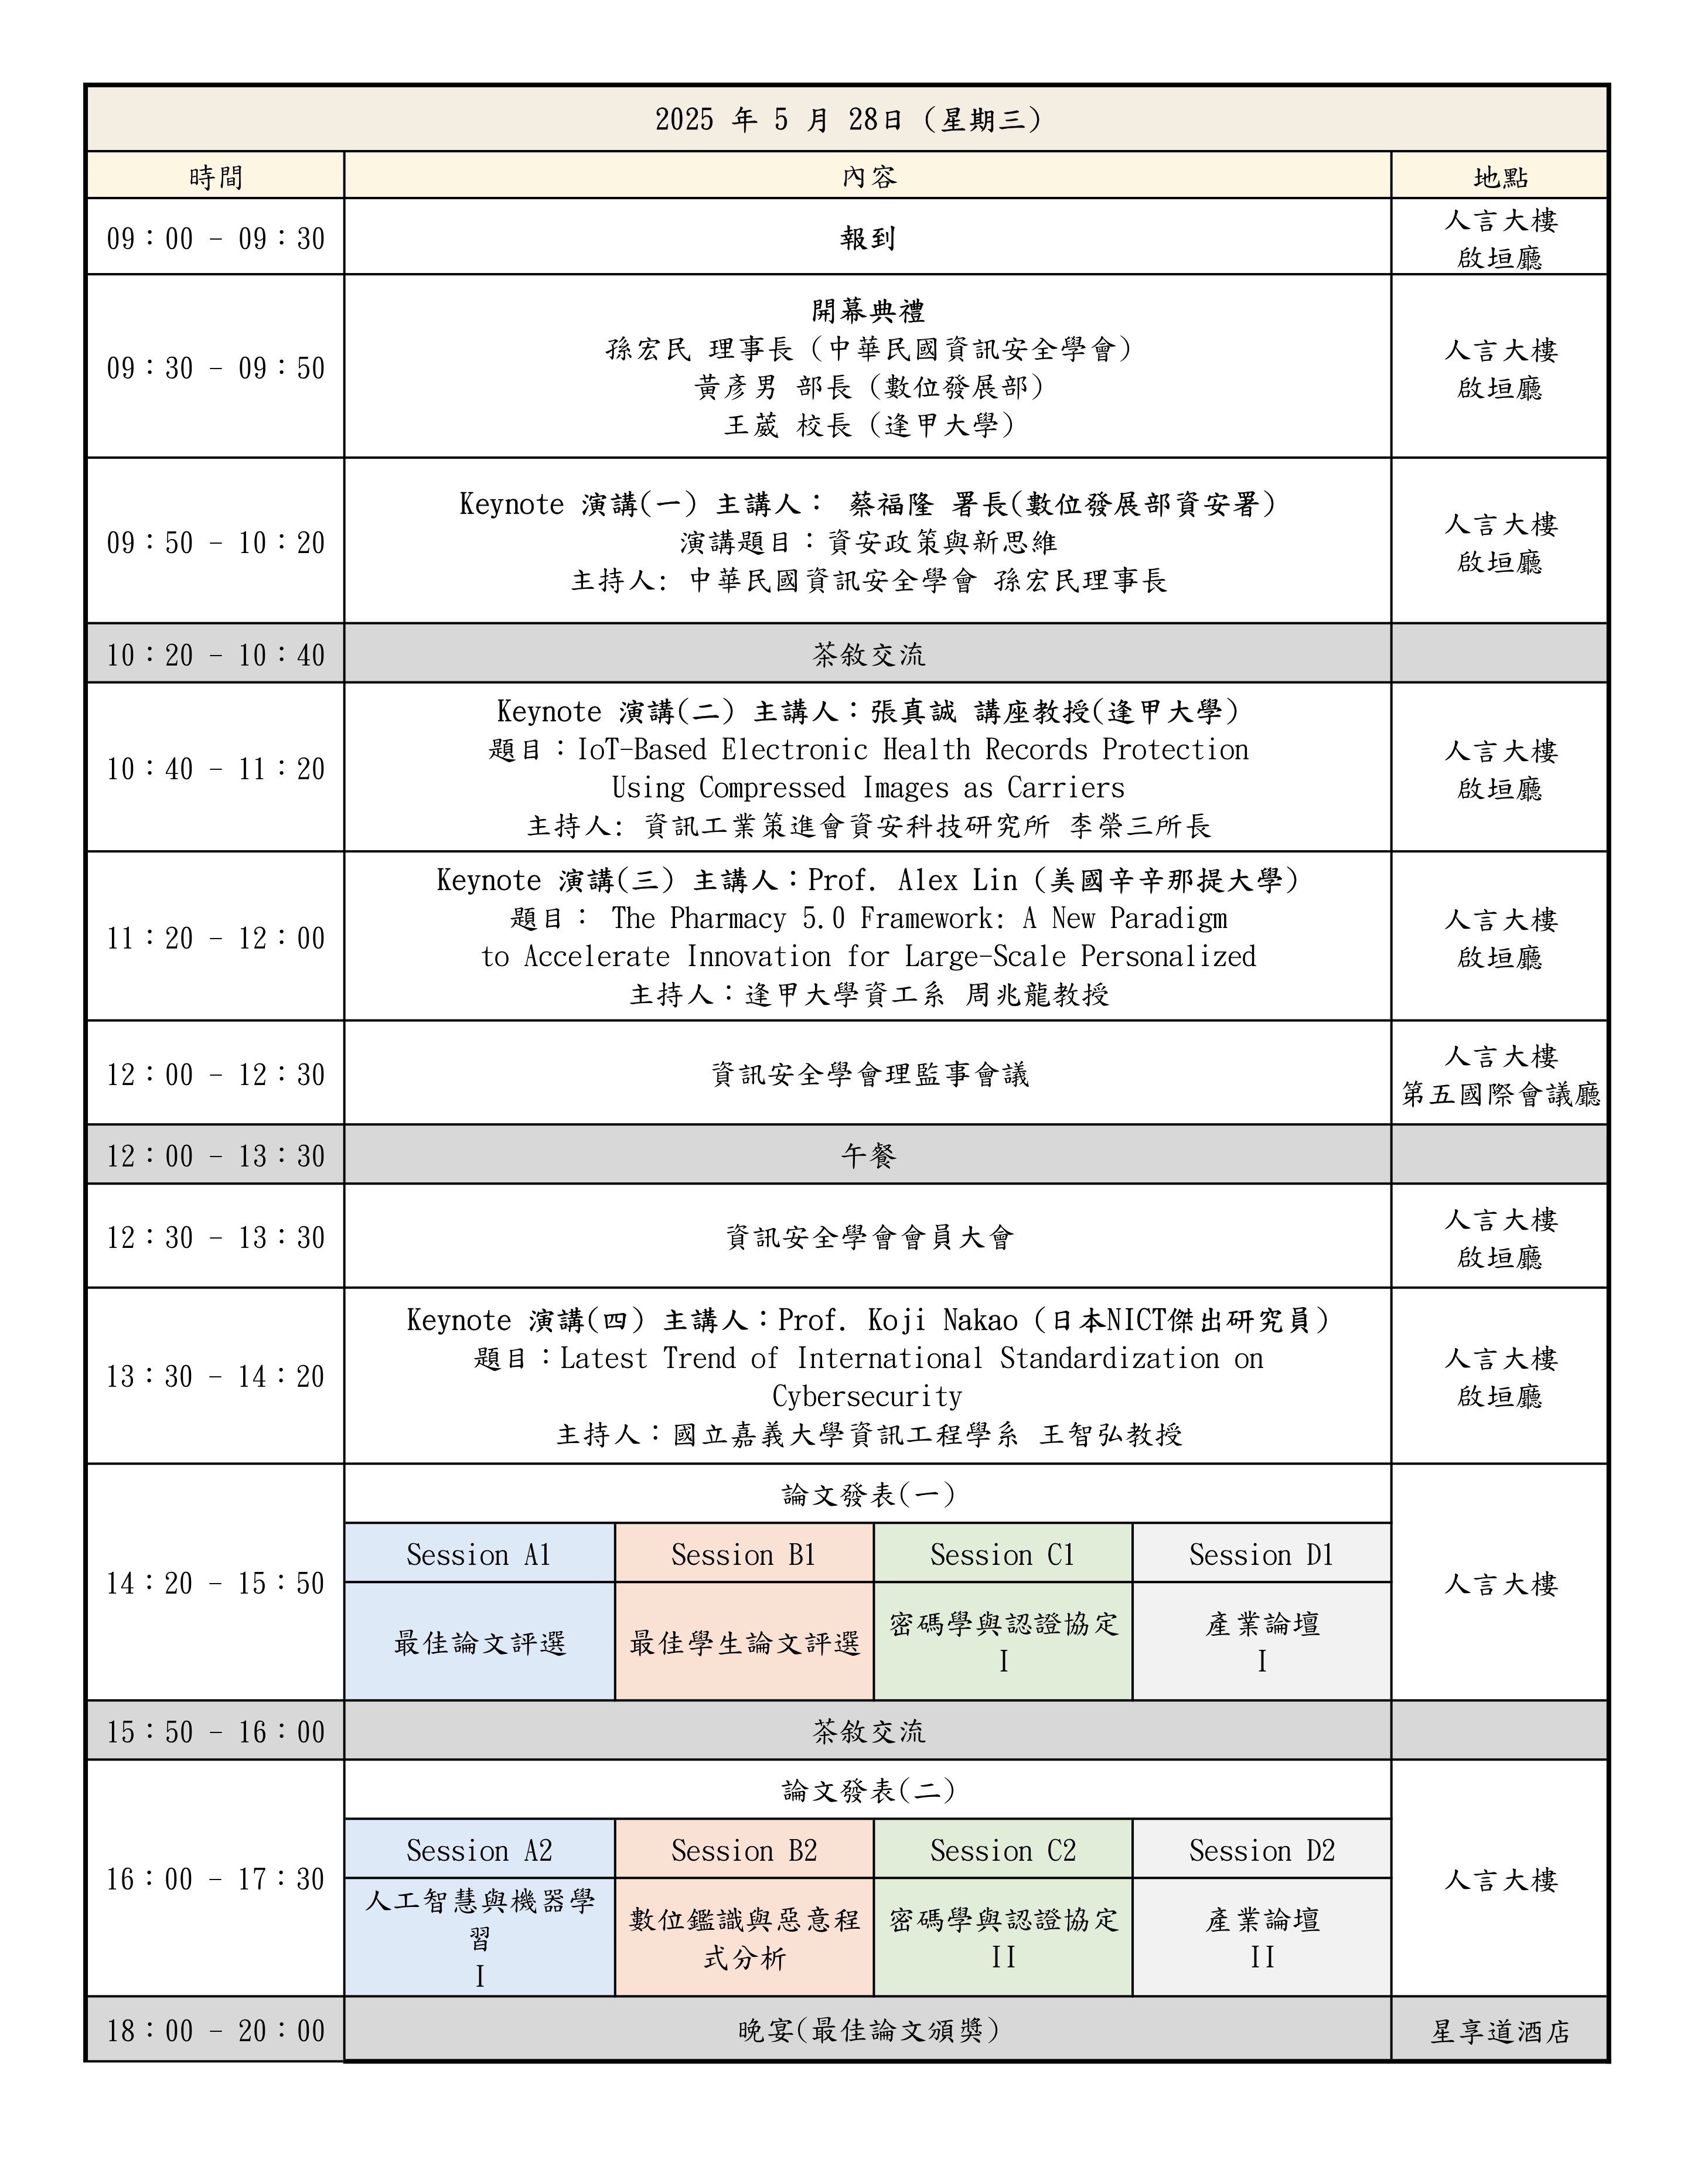 2025 年 5 月 28日 (星期三)
時間 內容 地點
09：00 - 09：30
報到
人言大樓
啟垣廳
09：30 - 09：50
開幕典禮
孫宏民 理事長 (中華民國資訊安全學會)
黃彥男 部長 (數位發展部)
王葳 校長 (逢甲大學)
人言大樓
啟垣廳
09：50 - 10：20
Keynote 演講(一) 主講人： 蔡福隆 署長(數位發展部資安署)
演講題目：資安政策與新思維
主持人: 中華民國資訊安全學會 孫宏民理事長
人言大樓
啟垣廳
10：20 - 10：40
茶敘交流
10：40 - 11：20
Keynote 演講(二) 主講人：張真誠 講座教授(逢甲大學)
題目：IoT-Based Electronic Health Records Protection
Using Compressed Images as Carriers
主持人: 資訊工業策進會資安科技研究所 李榮三所長
人言大樓
啟垣廳
11：20 - 12：00
Keynote 演講(三) 主講人：Prof. Alex Lin (美國辛辛那提大學)
題目： The Pharmacy 5.0 Framework: A New Paradigm
to Accelerate Innovation for Large-Scale Personalized
主持人：逢甲大學資工系 周兆龍教授
人言大樓
啟垣廳
12：00 - 12：30
資訊安全學會理監事會議
人言大樓
第五國際會議廳
12：00 - 13：30
午餐
12：30 - 13：30
資訊安全學會會員大會
人言大樓
啟垣廳
13：30 - 14：20
Keynote 演講(四) 主講人：Prof. Koji Nakao (日本NICT傑出研究員)
題目：Latest Trend of International Standardization on
Cybersecurity
主持人：國立嘉義大學資訊工程學系 王智弘教授
人言大樓
啟垣廳
14：20 - 15：50
論文發表(一)
Session A1 Session B1 Session C1 Session D1
最佳論文評選
最佳學生論文評選
密碼學與認證協定
I
產業論壇
I
人言大樓
15：50 - 16：00
茶敘交流
16：00 - 17：30
論文發表(二)
Session A2 Session B2 Session C2 Session D2
人工智慧與機器學
習
I
數位鑑識與惡意程
式分析
密碼學與認證協定
II
產業論壇
II
人言大樓
18：00 - 20：00
晚宴(最佳論文頒獎)
星享道酒店